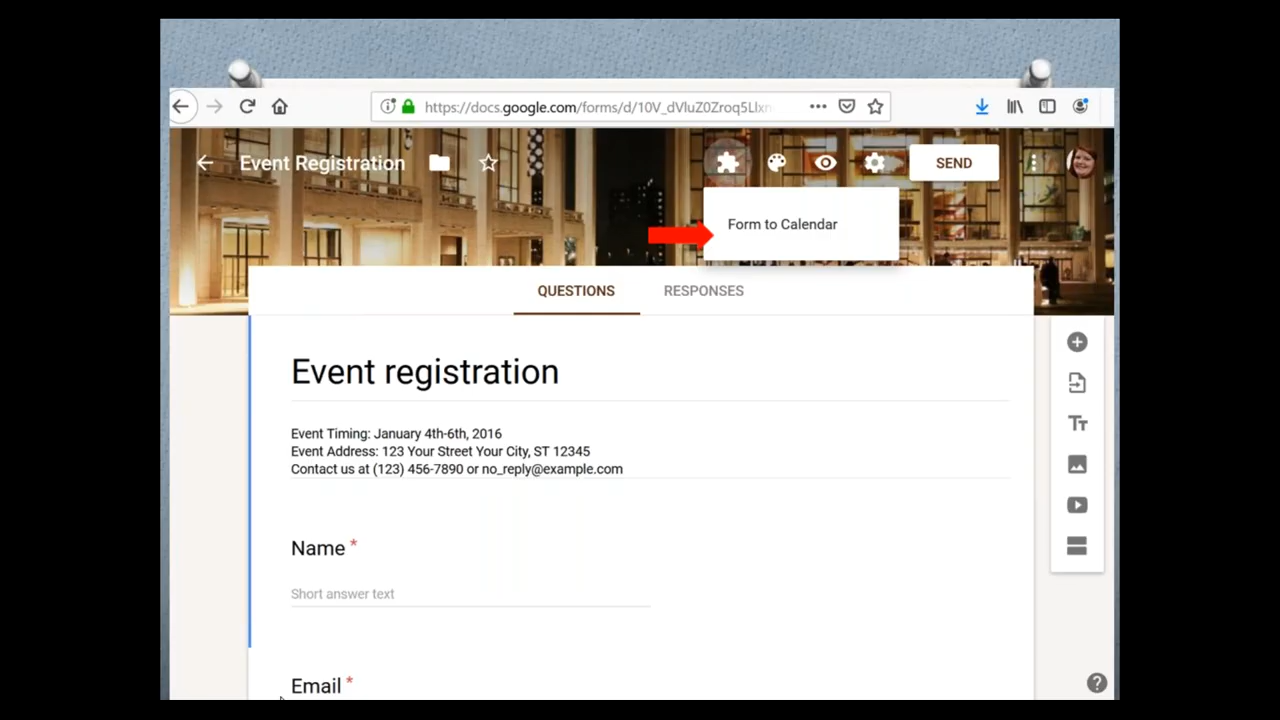 https://docs.google.com/forms/d/10V_dVluZ0Zroq5LIxn
Event Registration
SEND
Form to Calendar
QUESTIONS
RESPONSES
Event registration
Event Timing: January 4th-6th, 2016
Event Address: 123 Your Street Your City, ST 12345
Contact us at (123) 456-7890 or no_reply@example.com
Name *
Short answer text
Email *